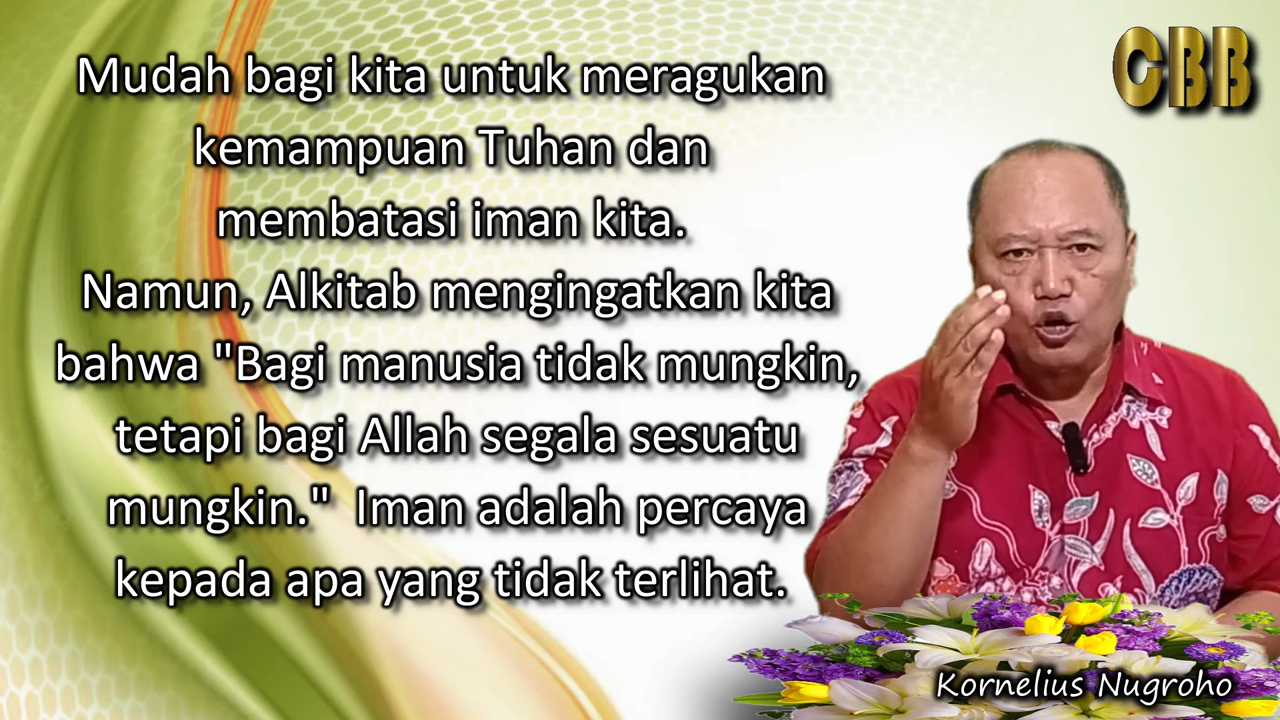 CBB
Mudah bagi kita untuk meragukan
kemampuan Tuhan dan
membatasi iman kita.
Namun, Alkitab mengingatkan kita
bahwa "Bagi manusia tidak mungkin,
tetapi bagi Allah segala sesuatu
mungkin."  Iman adalah percaya
kepada apa yang tidak terlihat.
Kornelius Nugroho